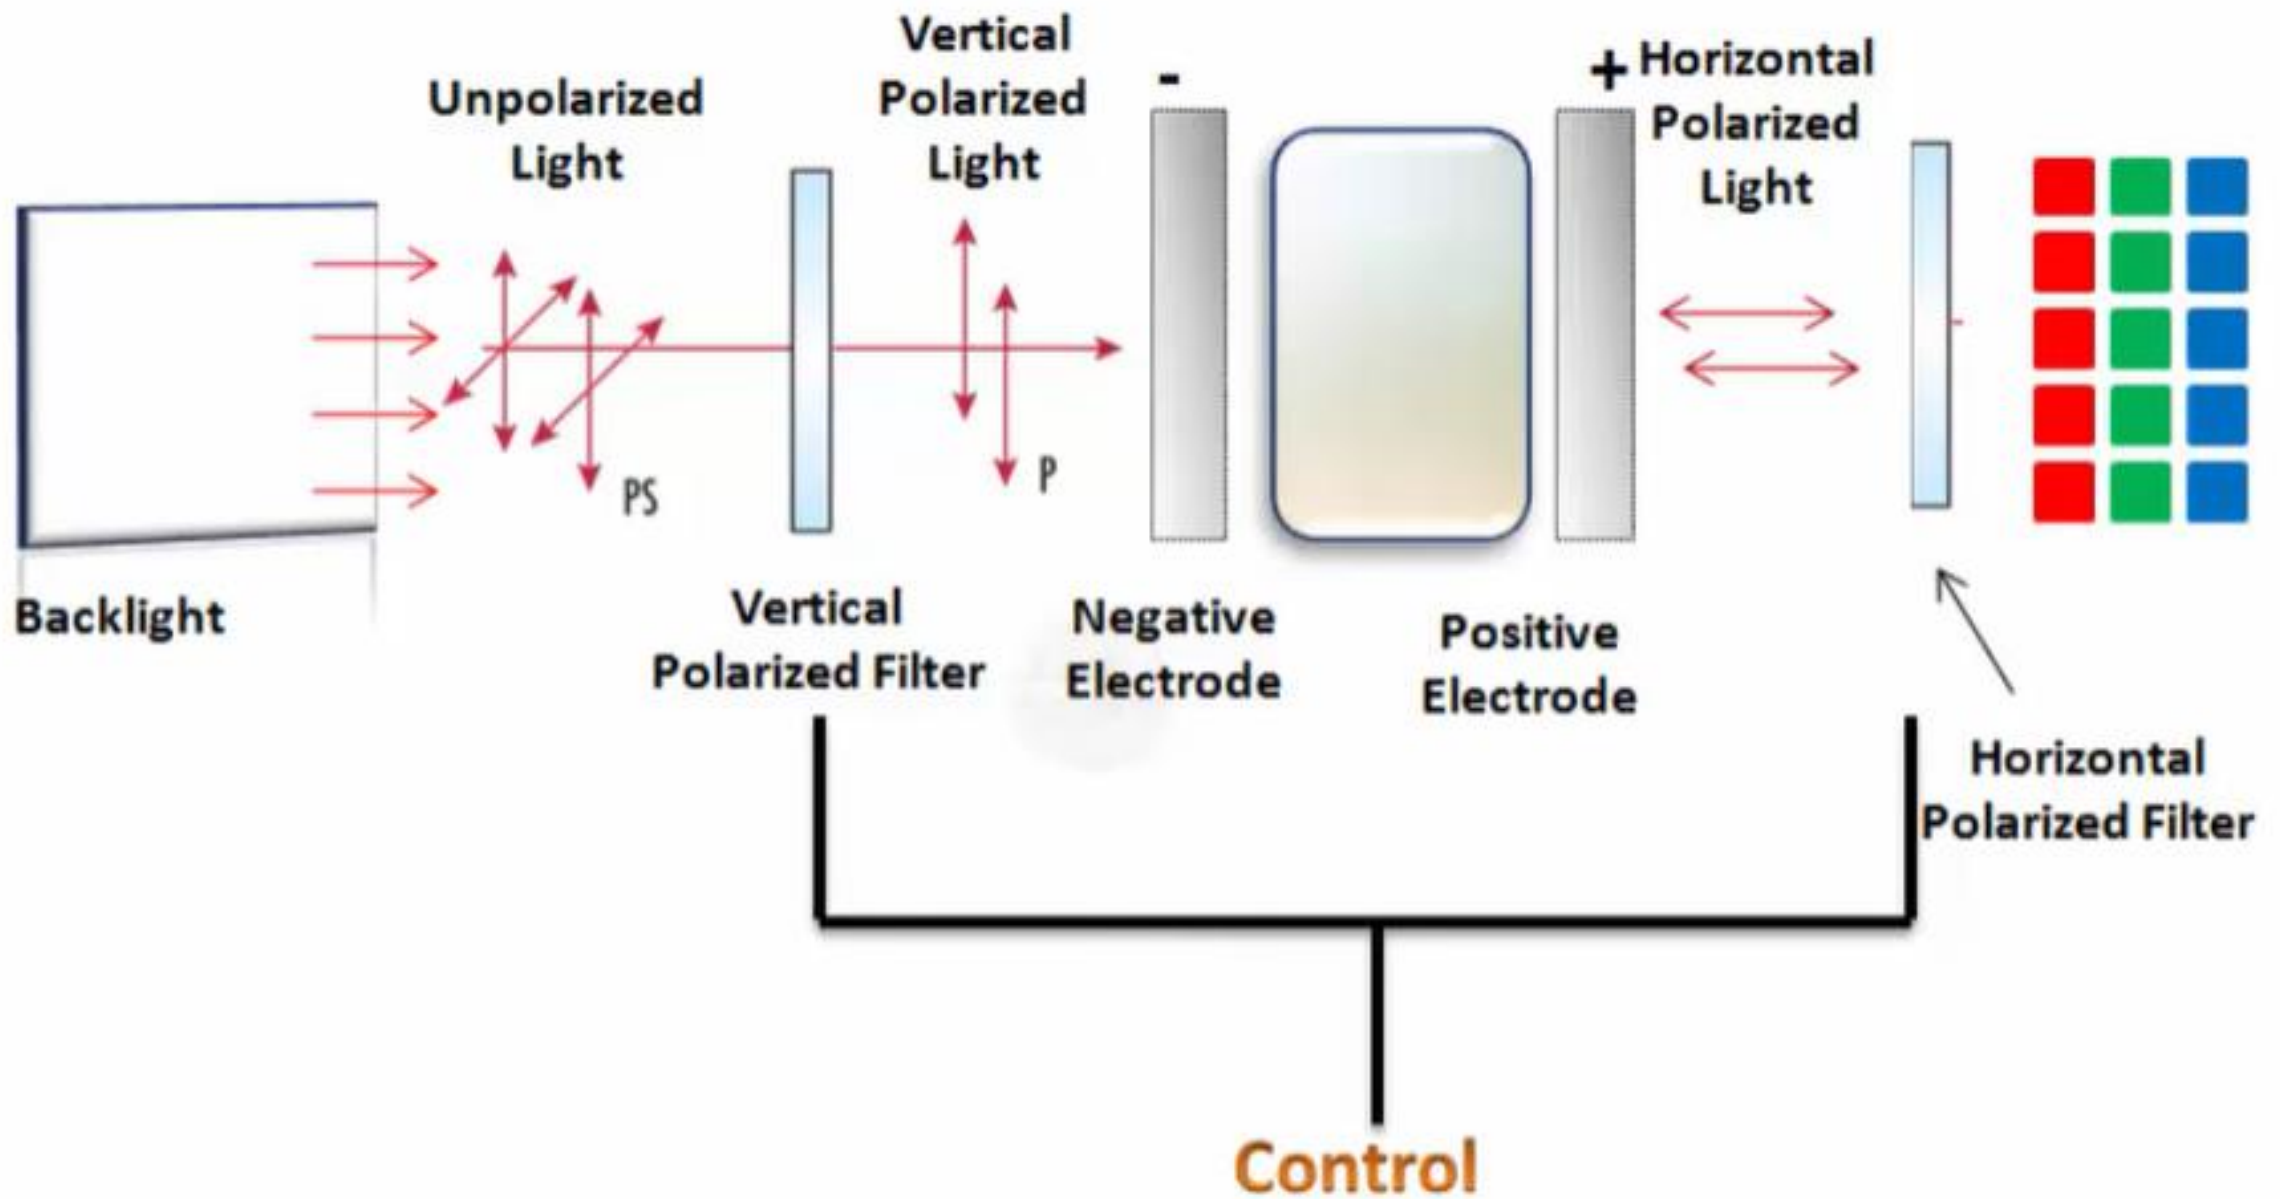 Unpolarized
Light
Vertical
Polarized
Light
-
+
Horizontal
Polarized
Light
PS
P
Backlight
Vertical
Polarized Filter
Negative
Electrode
Positive
Electrode
Horizontal
Polarized Filter
Control